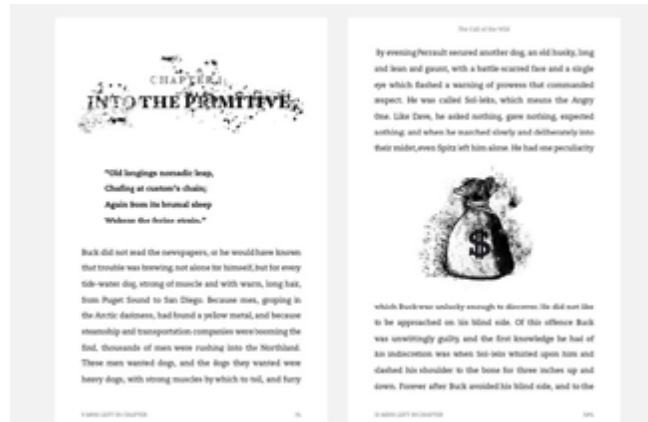 CHAPTER I:
INTO THE PRIMITIVE
"Old longings nomadic leap,
Chafing at custom's chain;
Again from its brumal sleep
Wakens the ferine strain."
Buck did not read the newspapers, or he would have known
that trouble was brewing, not alone for himself, but for every
tide-water dog, strong of muscle and with warm, long hair,
from Puget Sound to San Diego. Because men, groping in
the Arctic darkness, had found a yellow metal, and because
steamship and transportation companies were booming the
find, thousands of men were rushing into the Northland.
These men wanted dogs, and the dogs they wanted were
heavy dogs, with strong muscles by which to toil, and furry
MINS LEFT IN CHAPTER
The Call of the Wild
By evening Perrault secured another dog, an old husky, long
and lean and gaunt, with a battle-scarred face and a single
eye which flashed a warning of prowess that commanded
respect. He was called Sol-leks, which means the Angry
One. Like Dave, he asked nothing, gave nothing, expected
nothing; and when he marched slowly and deliberately into
their midst, even Spitz left him alone. He had one peculiarity
$
which Buck was unlucky enough to discover. He did not like
to be approached on his blind side. Of this offence Buck
was unwittingly guilty, and the first knowledge he had of
his indiscretion was when Sol-leks whirled upon him and
slashed his shoulder to the bone for three inches up and
down. Forever after Buck avoided his blind side, and to the
MINS LEFT IN CHAPTER